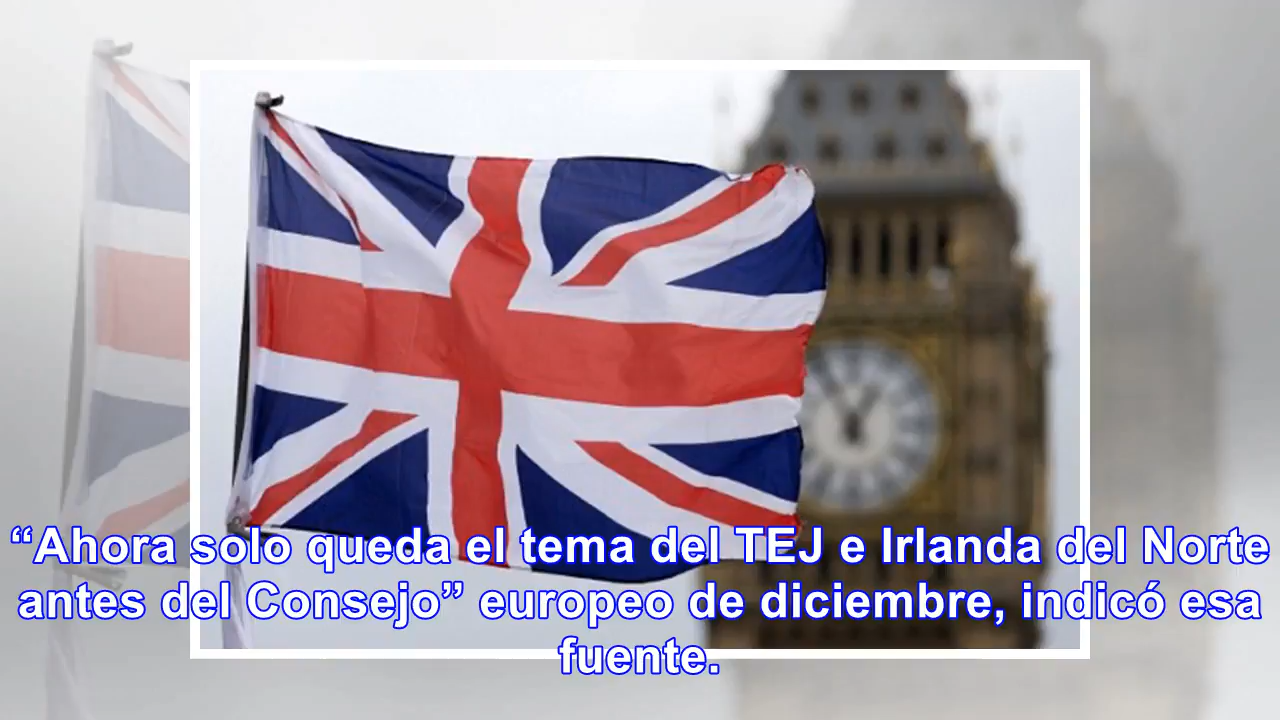 “Ahora solo queda el tema del TEJ e Irlanda del Norte
antes del Consejo” europeo de diciembre, indicó esa
fuente.